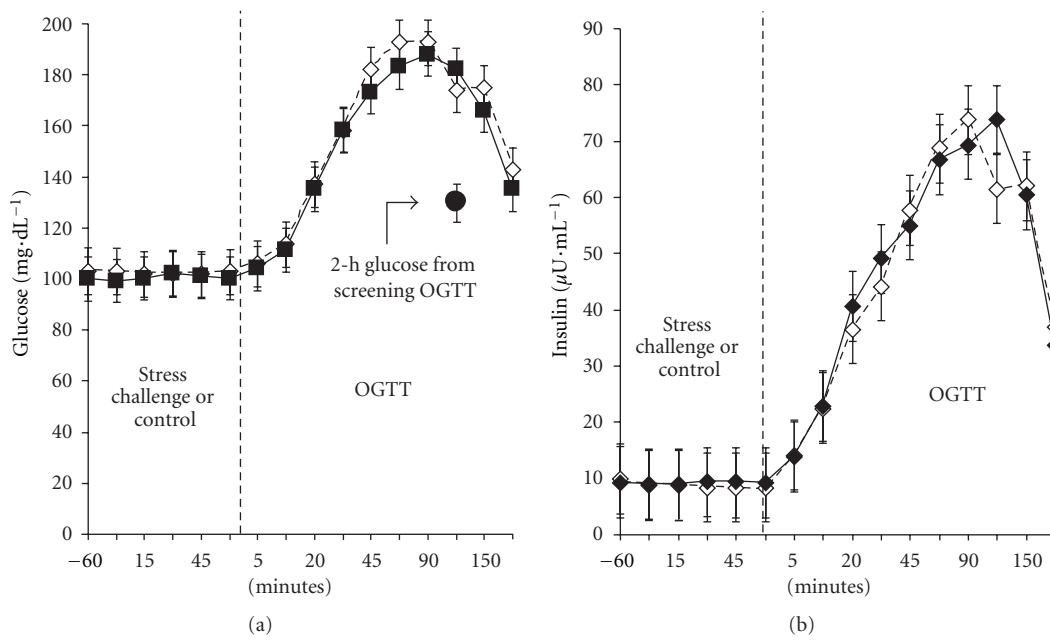 200
180
160
140
120
100
80
60
40
20
0
Glucose (mg·dL−1)
Stress
challenge or
control
2-h glucose from
screening OGTT
OGTT
−60 15 45 5 20 45 90 150
(minutes)
(a)
90
80
70
60
50
40
30
20
10
0
Insulin (μU·mL−1)
Stress
challenge or
control
OGTT
−60 15 45 5 20 45 90 150
(minutes)
(b)